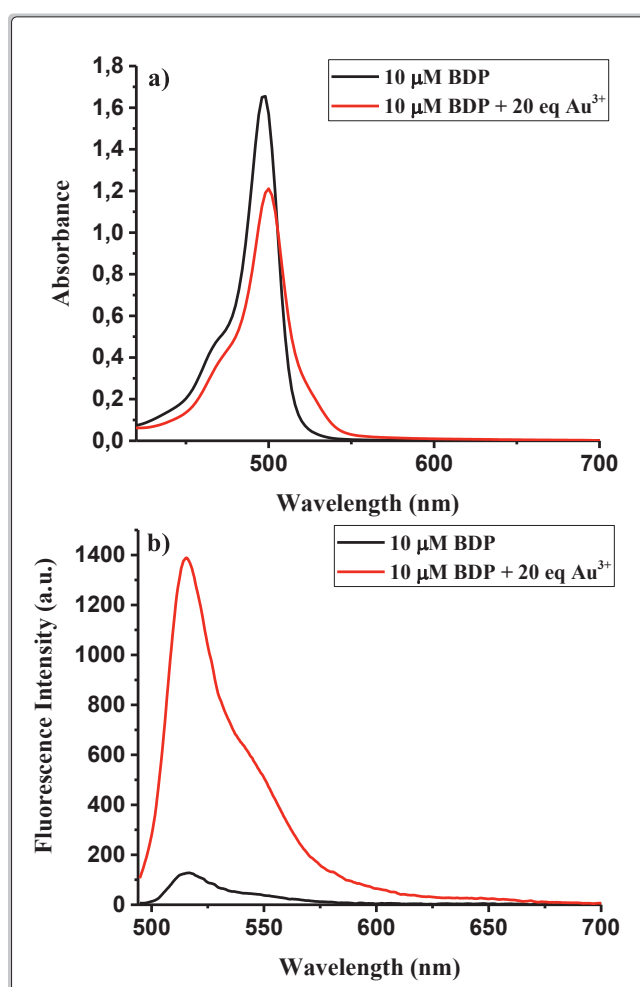 a)
10 μM BDP
10 μM BDP + 20 eq Au³⁺
1,8
1,6
1,4
1,2
1,0
0,8
0,6
0,4
0,2
0,0
Absorbance
500
600
700
Wavelength (nm)
b)
10 μM BDP
10 μM BDP + 20 eq Au³⁺
1400
1200
1000
800
600
400
200
0
Fluorescence Intensity (a.u.)
500
550
600
650
700
Wavelength (nm)